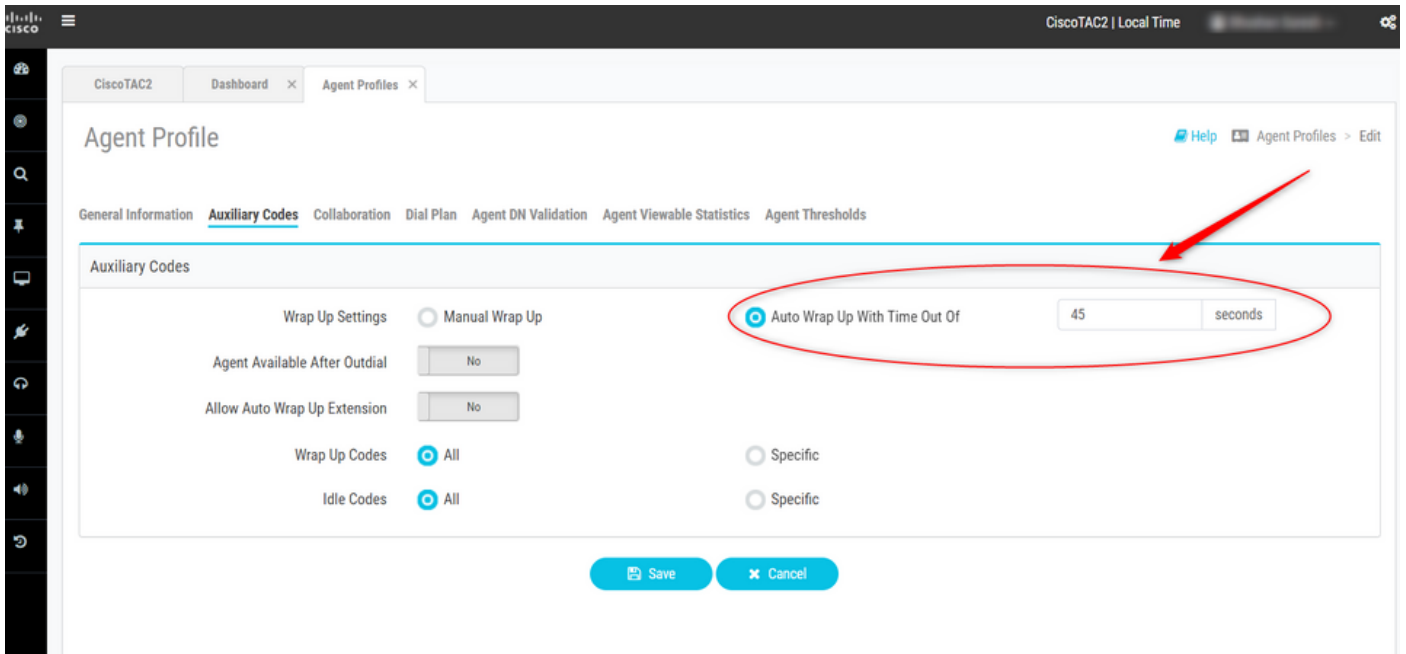 cisco
CiscoTAC2 | Local Time
CiscoTAC2 Dashboard Agent Profiles
Agent Profile
Help Agent Profiles > Edit
General Information Auxiliary Codes Collaboration Dial Plan Agent DN Validation Agent Viewable Statistics Agent Thresholds
Auxiliary Codes
Wrap Up Settings Manual Wrap Up Auto Wrap Up With Time Out Of 45 seconds
Agent Available After Outdial No
Allow Auto Wrap Up Extension No
Wrap Up Codes All Specific
Idle Codes All Specific
Save Cancel